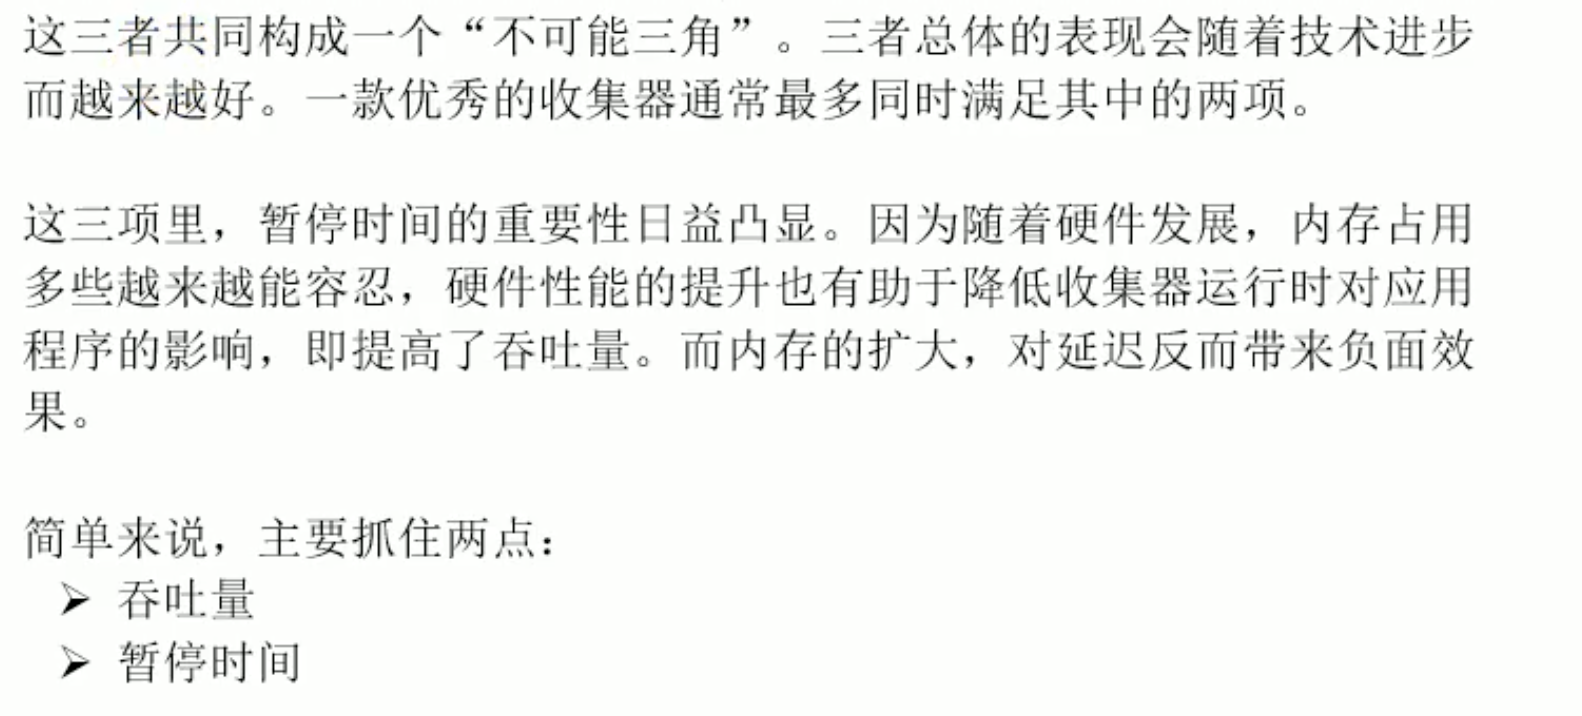 这三者共同构成一个“不可能三角”。三者总体的表现会随着技术进步
而越来越好。一款优秀的收集器通常最多同时满足其中的两项。
这三项里，暂停时间的重要性日益凸显。因为随着硬件发展，内存占用
多些越来越能容忍，硬件性能的提升也有助于降低收集器运行时对应用
程序的影响，即提高了吞吐量。而内存的扩大，对延迟反而带来负面效
果。
简单来说，主要抓住两点：
➢ 吞吐量
➢ 暂停时间